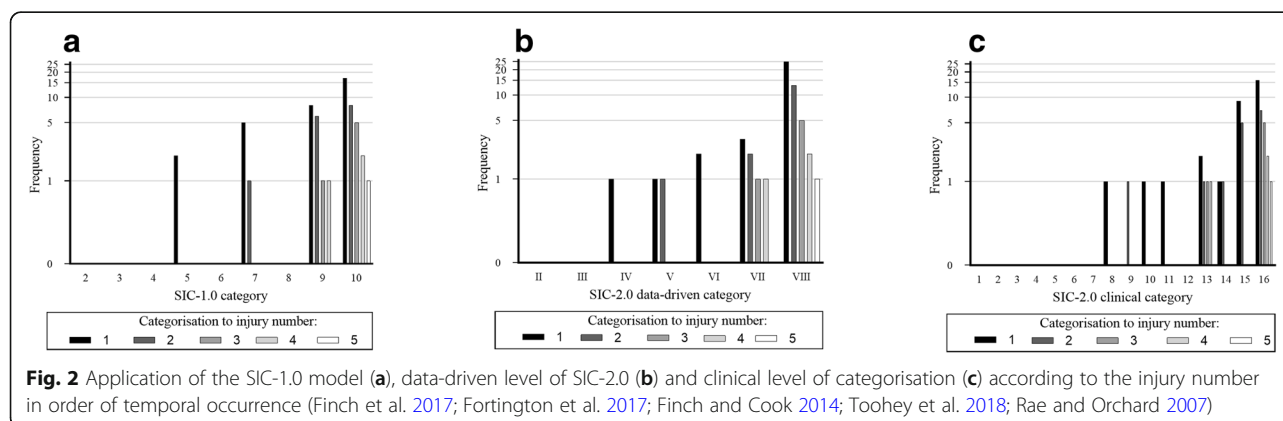 a
25
20
15
10
5
1
0
Frequency
2 3 4 5 6 7 8 9 10
SIC-1.0 category
Categorisation to injury number:
1 2 3 4 5
b
25
20
15
10
5
1
0
Frequency
II III IV V VI VII VIII
SIC-2.0 data-driven category
Categorisation to injury number:
1 2 3 4 5
c
25
20
15
10
5
1
0
Frequency
1 2 3 4 5 6 7 8 9 10 11 12 13 14 15 16
SIC-2.0 clinical category
Categorisation to injury number:
1 2 3 4 5
Fig. 2 Application of the SIC-1.0 model (a), data-driven level of SIC-2.0 (b) and clinical level of categorisation (c) according to the injury number
in order of temporal occurrence (Finch et al. 2017; Fortington et al. 2017; Finch and Cook 2014; Toohey et al. 2018; Rae and Orchard 2007)